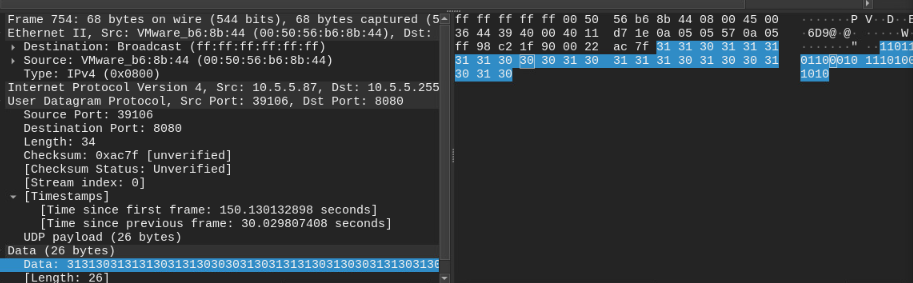 Frame 754: 68 bytes on wire (544 bits), 68 bytes captured (5
Ethernet II, Src: VMware_b6:8b:44 (00:50:56:b6:8b:44), Dst:
Destination: Broadcast (ff:ff:ff:ff:ff:ff)
Source: VMware_b6:8b:44 (00:50:56:b6:8b:44)
Type: IPv4 (0x0800)
Internet Protocol Version 4, Src: 10.5.5.87, Dst: 10.5.5.255
User Datagram Protocol, Src Port: 39106, Dst Port: 8080
Source Port: 39106
Destination Port: 8080
Length: 34
Checksum: 0xac7f [unverified]
[Checksum Status: Unverified]
[Stream index: 0]
[Timestamps]
[Time since first frame: 150.130132898 seconds]
[Time since previous frame: 30.029807408 seconds]
UDP payload (26 bytes)
Data (26 bytes)
Data: 3131303131313031313030303130313131303130303131303130
[Length: 26]
ff ff ff ff ff 00 50 56 b6 8b 44 08 00 45 00 ·······P V··D··E
36 44 39 40 00 40 11 d7 1e 0a 05 05 57 0a 05 ·6D9@·@· ····W··
ff 98 c2 1f 90 00 22 ac 7f 31 31 30 31 31 31 ·······" ··11011
31 31 30 30 30 31 30 31 31 31 30 31 30 30 31 01100010 111010 0
30 31 30 1010